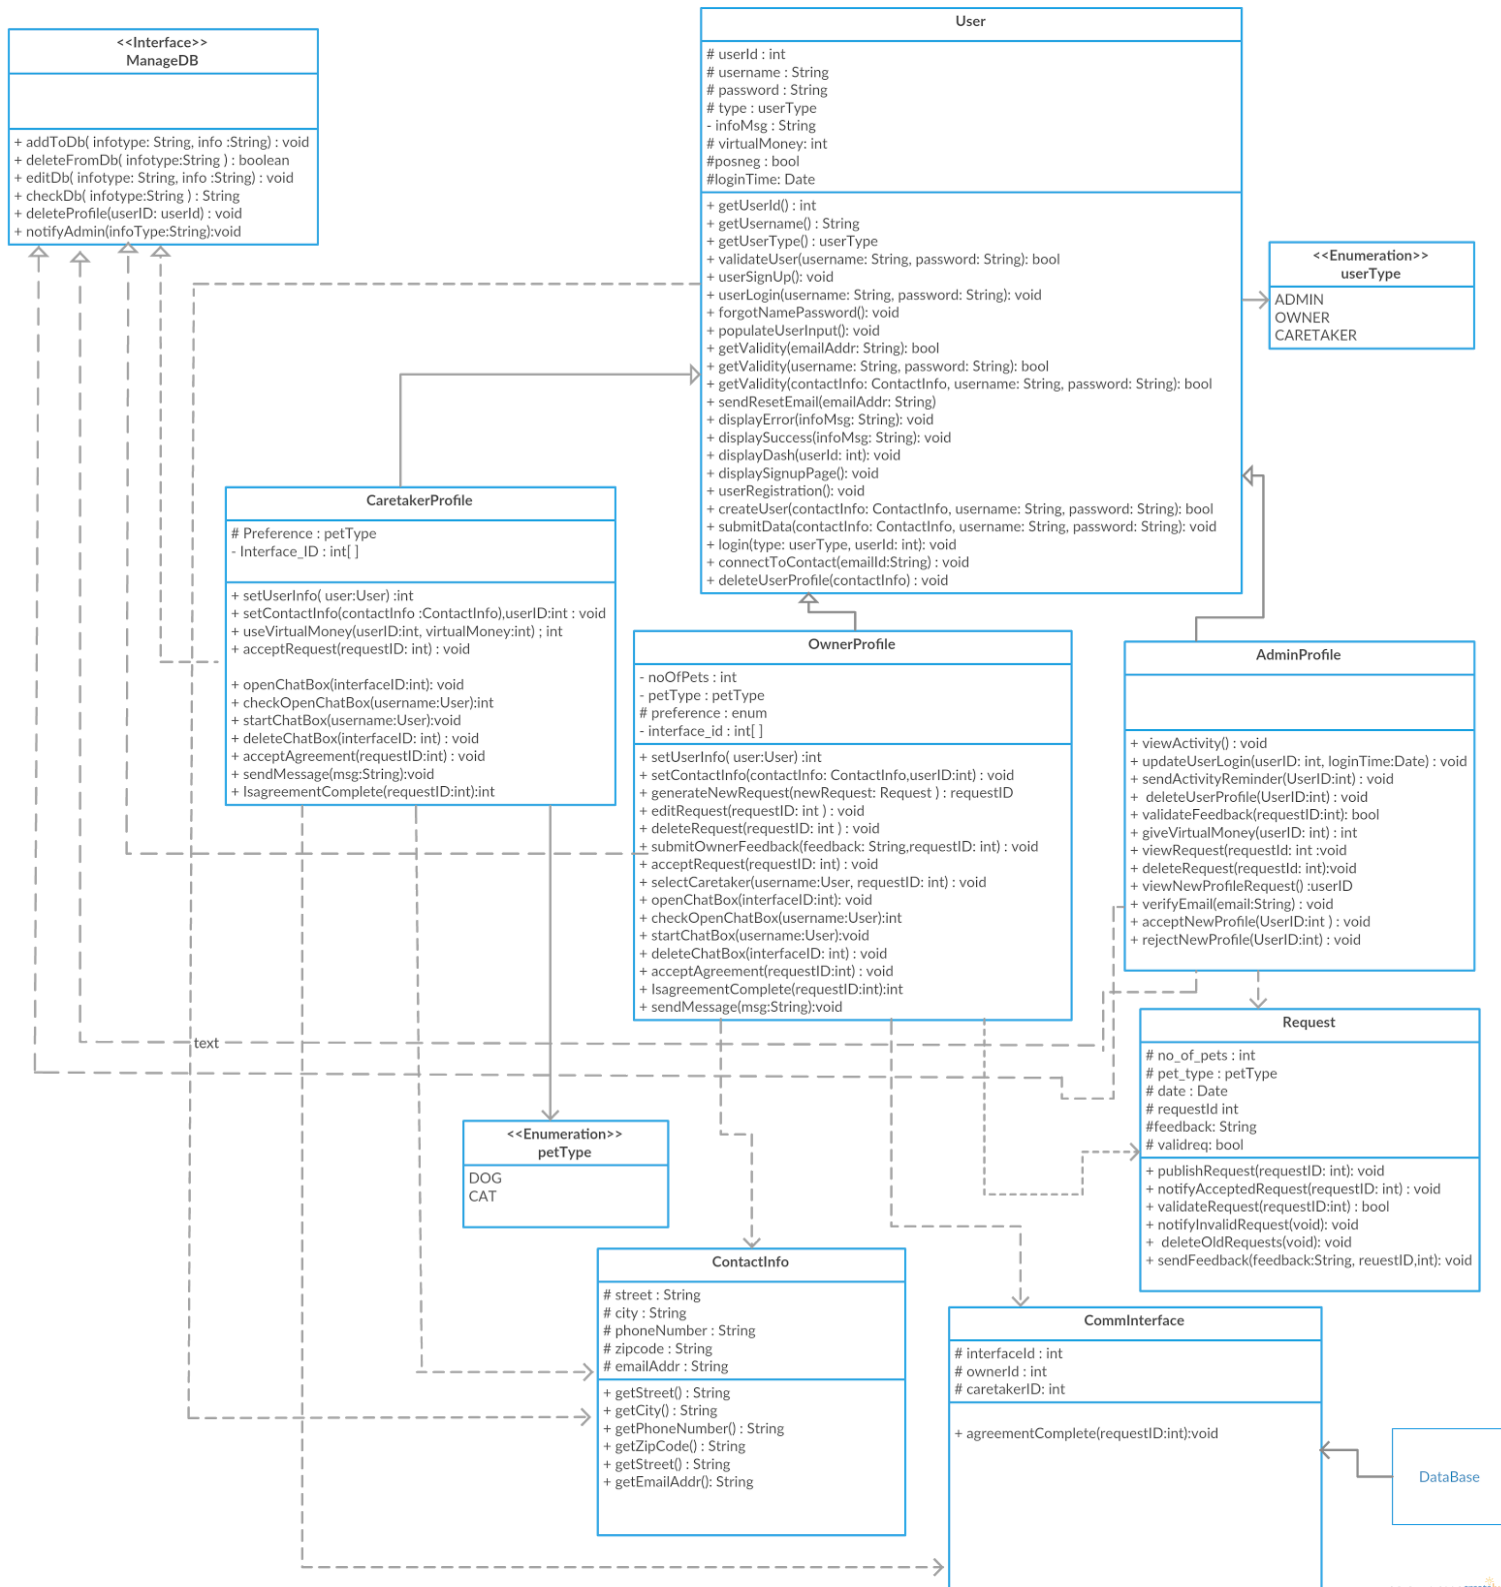 <<Interface>>
ManageDB
+ addToDb( infotype: String, info :String) : void
+ deleteFromDb( infotype:String ) : boolean
+ editDb( infotype: String, info :String) : void
+ checkDb( infotype:String ) : String
+ deleteProfile(userID: userId) : void
+ notifyAdmin(infoType:String):void
User
# userId : int
# username : String
# password : String
# type : userType
- infoMsg : String
# virtualMoney: int
#posneg : bool
#loginTime: Date
+ getUserId() : int
+ getUsername() : String
+ getUserType() : userType
+ validateUser(username: String, password: String): bool
+ userSignUp(): void
+ userLogin(username: String, password: String): void
+ forgotNamePassword(): void
+ populateUserInput(): void
+ getValidity(emailAddr: String): bool
+ getValidity(username: String, password: String): bool
+ getValidity(contactInfo: ContactInfo, username: String, password: String): bool
+ sendResetEmail(emailAddr: String)
+ displayError(infoMsg: String): void
+ displaySuccess(infoMsg: String): void
+ displayDash(userId: int): void
+ displaySignupPage(): void
+ userRegistration(): void
+ createUser(contactInfo: ContactInfo, username: String, password: String): bool
+ submitData(contactInfo: ContactInfo, username: String, password: String): void
+ login(type: userType, userId: int): void
+ connectToContact(emailId:String) : void
+ deleteUserProfile(contactInfo) : void
<<Enumeration>>
userType
ADMIN
OWNER
CARETAKER
CaretakerProfile
# Preference : petType
- Interface_ID : int[ ]
+ setUserInfo( user:User) :int
+ setContactInfo(contactInfo :ContactInfo),userID:int : void
+ useVirtualMoney(userID:int, virtualMoney:int) ; int
+ acceptRequest(requestID: int) : void
+ openChatBox(interfaceID:int): void
+ checkOpenChatBox(username:User):int
+ startChatBox(username:User):void
+ deleteChatBox(interfaceID: int) : void
+ acceptAgreement(requestID:int) : void
+ sendMessage(msg:String):void
+ IsagreementComplete(requestID:int):int
OwnerProfile
- noOfPets : int
- petType : petType
# preference : enum
- interface_id : int[ ]
+ setUserInfo( user:User) :int
+ setContactInfo(contactInfo: ContactInfo,userID:int) : void
+ generateNewRequest(newRequest: Request ) : requestID
+ editRequest(requestID: int ) : void
+ deleteRequest(requestID: int ) : void
+ submitOwnerFeedback(feedback: String,requestID: int) : void
+ acceptRequest(requestID: int) : void
+ selectCaretaker(username:User, requestID: int) : void
+ openChatBox(interfaceID:int): void
+ checkOpenChatBox(username:User):int
+ startChatBox(username:User):void
+ deleteChatBox(interfaceID: int) : void
+ acceptAgreement(requestID:int) : void
+ IsagreementComplete(requestID:int):int
+ sendMessage(msg:String):void
AdminProfile
+ viewActivity() : void
+ updateUserLogin(userID: int, loginTime:Date) : void
+ sendActivityReminder(UserID:int) : void
+ deleteUserProfile(UserID:int) : void
+ validateFeedback(requestID:int): bool
+ giveVirtualMoney(userID: int) : int
+ viewRequest(requestId: int :void
+ deleteRequest(requestId: int):void
+ viewNewProfileRequest() :userID
+ verifyEmail(email:String) : void
+ acceptNewProfile(UserID:int ) : void
+ rejectNewProfile(UserID:int) : void
text
Request
# no_of_pets : int
# pet_type : petType
# date : Date
# requestId int
#feedback: String
# validreq: bool
+ publishRequest(requestID: int): void
+ notifyAcceptedRequest(requestID: int) : void
+ validateRequest(requestID:int) : bool
+ notifyInvalidRequest(void): void
+ deleteOldRequests(void): void
+ sendFeedback(feedback:String, reuestID,int): void
<<Enumeration>>
petType
DOG
CAT
ContactInfo
# street : String
# city : String
# phoneNumber : String
# zipcode : String
# emailAddr : String
+ getStreet() : String
+ getCity() : String
+ getPhoneNumber() : String
+ getZipCode() : String
+ getStreet() : String
+ getEmailAddr(): String
CommInterface
# interfaceId : int
# ownerId : int
# caretakerID: int
+ agreementComplete(requestID:int):void
DataBase